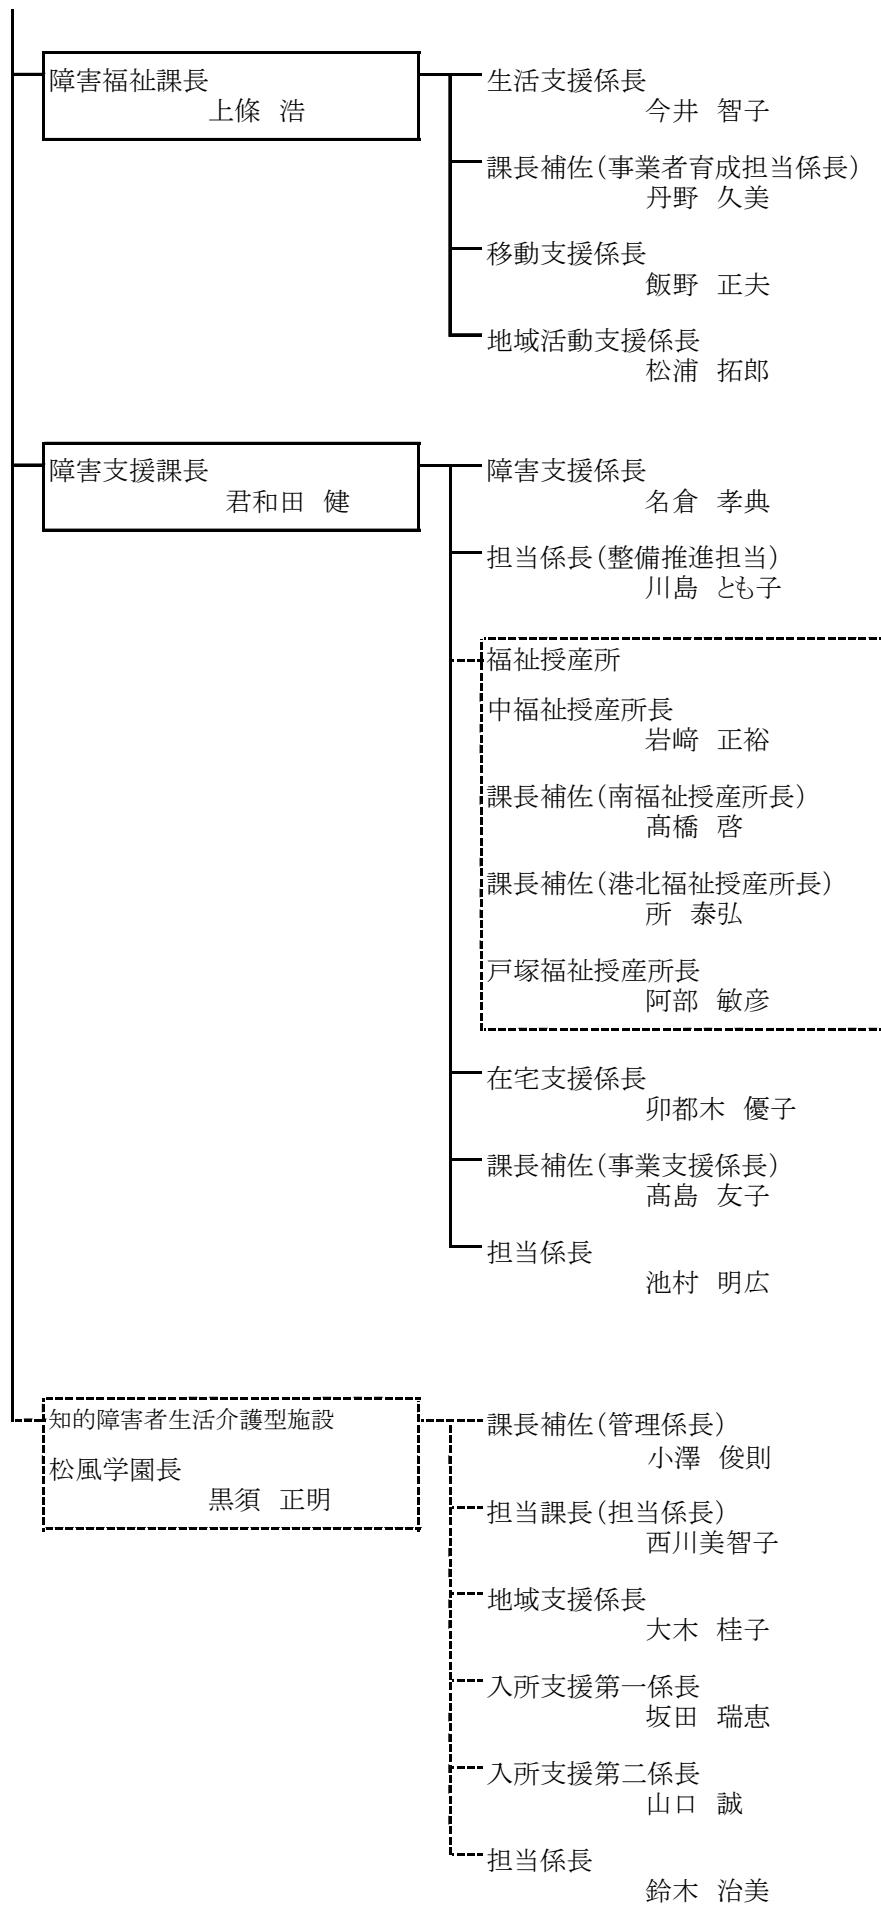 障害福祉課長
上條 浩
生活支援係長
今井 智子
課長補佐(事業者育成担当係長)
丹野 久美
移動支援係長
飯野 正夫
地域活動支援係長
松浦 拓郎
障害支援課長
君和田 健
障害支援係長
名倉 孝典
担当係長(整備推進担当)
川島 とも子
福祉授産所
中福祉授産所長
岩﨑 正裕
課長補佐(南福祉授産所長)
髙橋 啓
課長補佐(港北福祉授産所長)
所 泰弘
戸塚福祉授産所長
阿部 敏彦
在宅支援係長
卯都木 優子
課長補佐(事業支援係長)
髙島 友子
担当係長
池村 明広
知的障害者生活介護型施設
松風学園長
黒須 正明
課長補佐(管理係長)
小澤 俊則
担当課長(担当係長)
西川美智子
地域支援係長
大木 桂子
入所支援第一係長
坂田 瑞恵
入所支援第二係長
山口 誠
担当係長
鈴木 治美